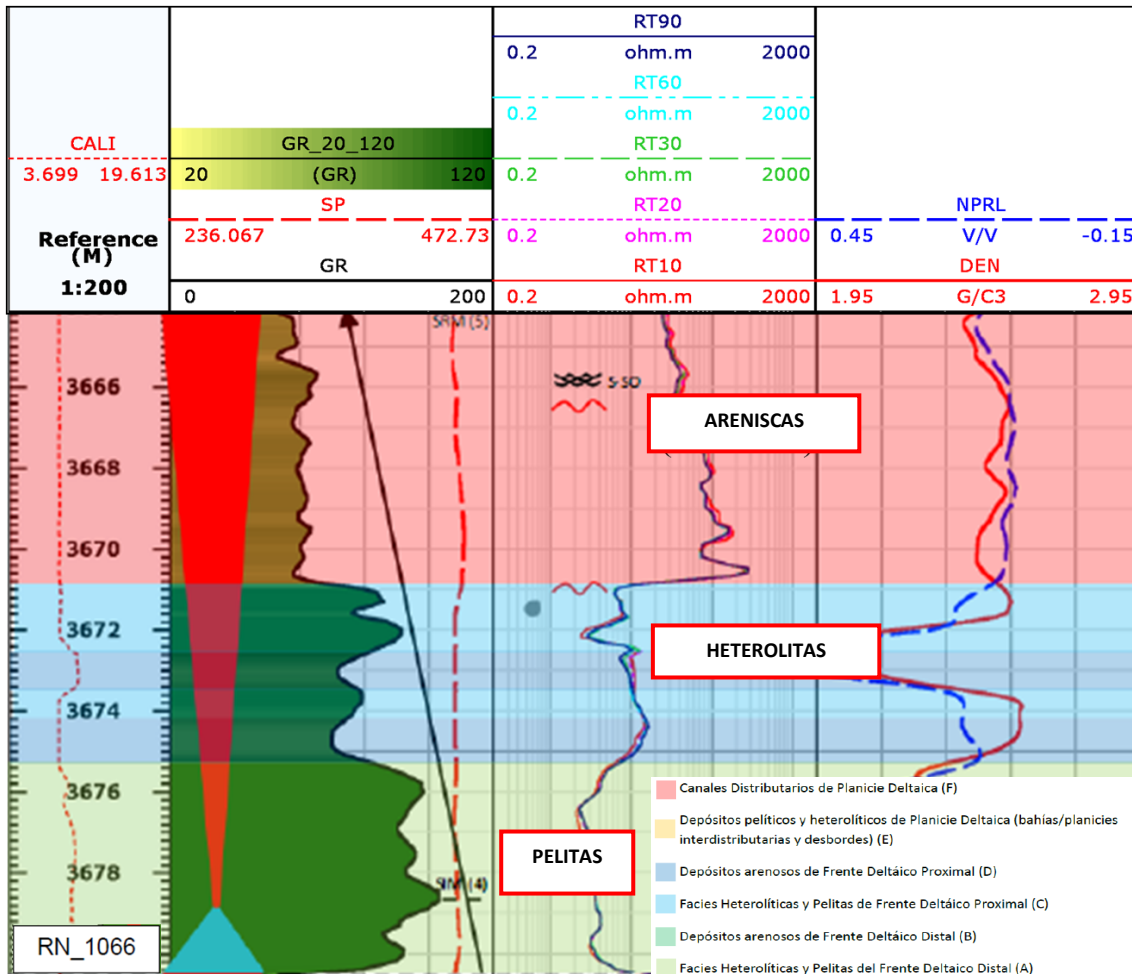 RT90
0.2 ohm.m 2000
RT60
0.2 ohm.m 2000
CALI
3.699 19.613
GR_20_120
20 (GR) 120
RT30
0.2 ohm.m 2000
SP
236.067 472.73
RT20
0.2 ohm.m 2000
NPRL
0.45 V/V -0.15
Reference
(M)
1:200
GR
0 200
RT10
0.2 ohm.m 2000
DEN
1.95 G/C3 2.95
SRM (5)
3666
S-SD
ARENISCAS
3668
3670
3672
HETEROLITAS
3674
3676
Canales Distributarios de Planicie Deltaica (F)
Depósitos pelíticos y heterolíticos de Planicie Deltaica (bahías/planicies
interdistributarias y desbordes) (E)
PELITAS
Depósitos arenosos de Frente Deltáico Proximal (D)
3678
Facies Heterolíticas y Pelitas de Frente Deltáico Proximal (C)
RN_1066
Depósitos arenosos de Frente Deltáico Distal (B)
Facies Heterolíticas y Pelitas del Frente Deltaico Distal (A)